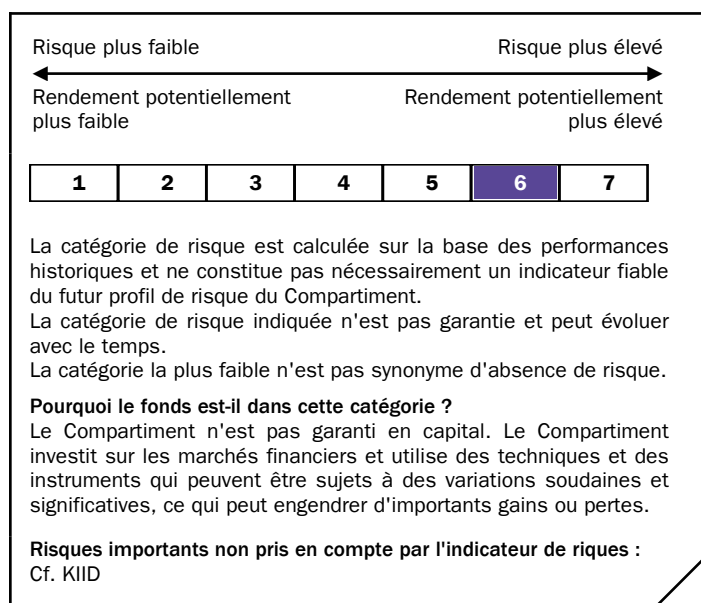 Risque plus faible Risque plus élevé
Rendement potentiellement Rendement potentiellement
plus faible plus élevé
1 2 3 4 5 6 7
La catégorie de risque est calculée sur la base des performances
historiques et ne constitue pas nécessairement un indicateur fiable
du futur profil de risque du Compartiment.
La catégorie de risque indiquée n'est pas garantie et peut évoluer
avec le temps.
La catégorie la plus faible n'est pas synonyme d'absence de risque.
Pourquoi le fonds est-il dans cette catégorie ?
Le Compartiment n'est pas garanti en capital. Le Compartiment
investit sur les marchés financiers et utilise des techniques et des
instruments qui peuvent être sujets à des variations soudaines et
significatives, ce qui peut engendrer d'importants gains ou pertes.
Risques importants non pris en compte par l'indicateur de riques :
Cf. KIID